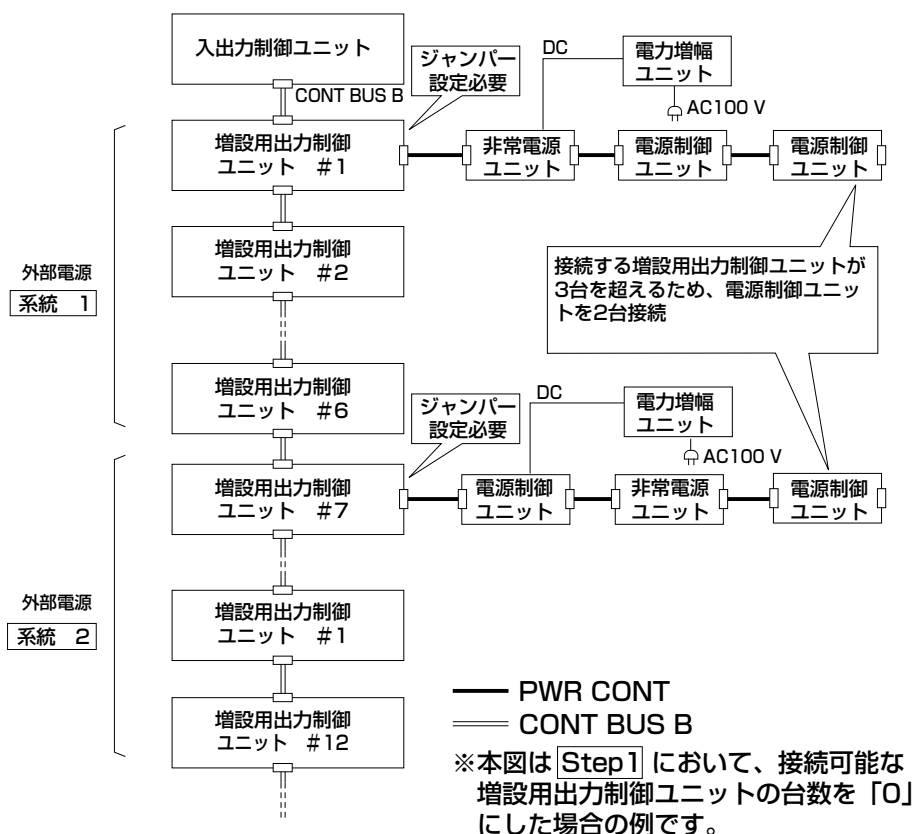 入出力制御ユニット
CONT BUS B
ジャンパー
設定必要
DC
電力増幅
ユニット
AC100 V
増設用出力制御
ユニット #1
非常電源
ユニット
電源制御
ユニット
電源制御
ユニット
増設用出力制御
ユニット #2
外部電源
系統 1
接続する増設用出力制御ユニットが
3台を超えるため、電源制御ユニッ
トを2台接続
増設用出力制御
ユニット #6
ジャンパー
設定必要
DC
電力増幅
ユニット
AC100 V
増設用出力制御
ユニット #7
電源制御
ユニット
非常電源
ユニット
電源制御
ユニット
外部電源
系統 2
増設用出力制御
ユニット #1
増設用出力制御
ユニット #12
PWR CONT
CONT BUS B
※本図は Step1 において、接続可能な
増設用出力制御ユニットの台数を「0」
にした場合の例です。